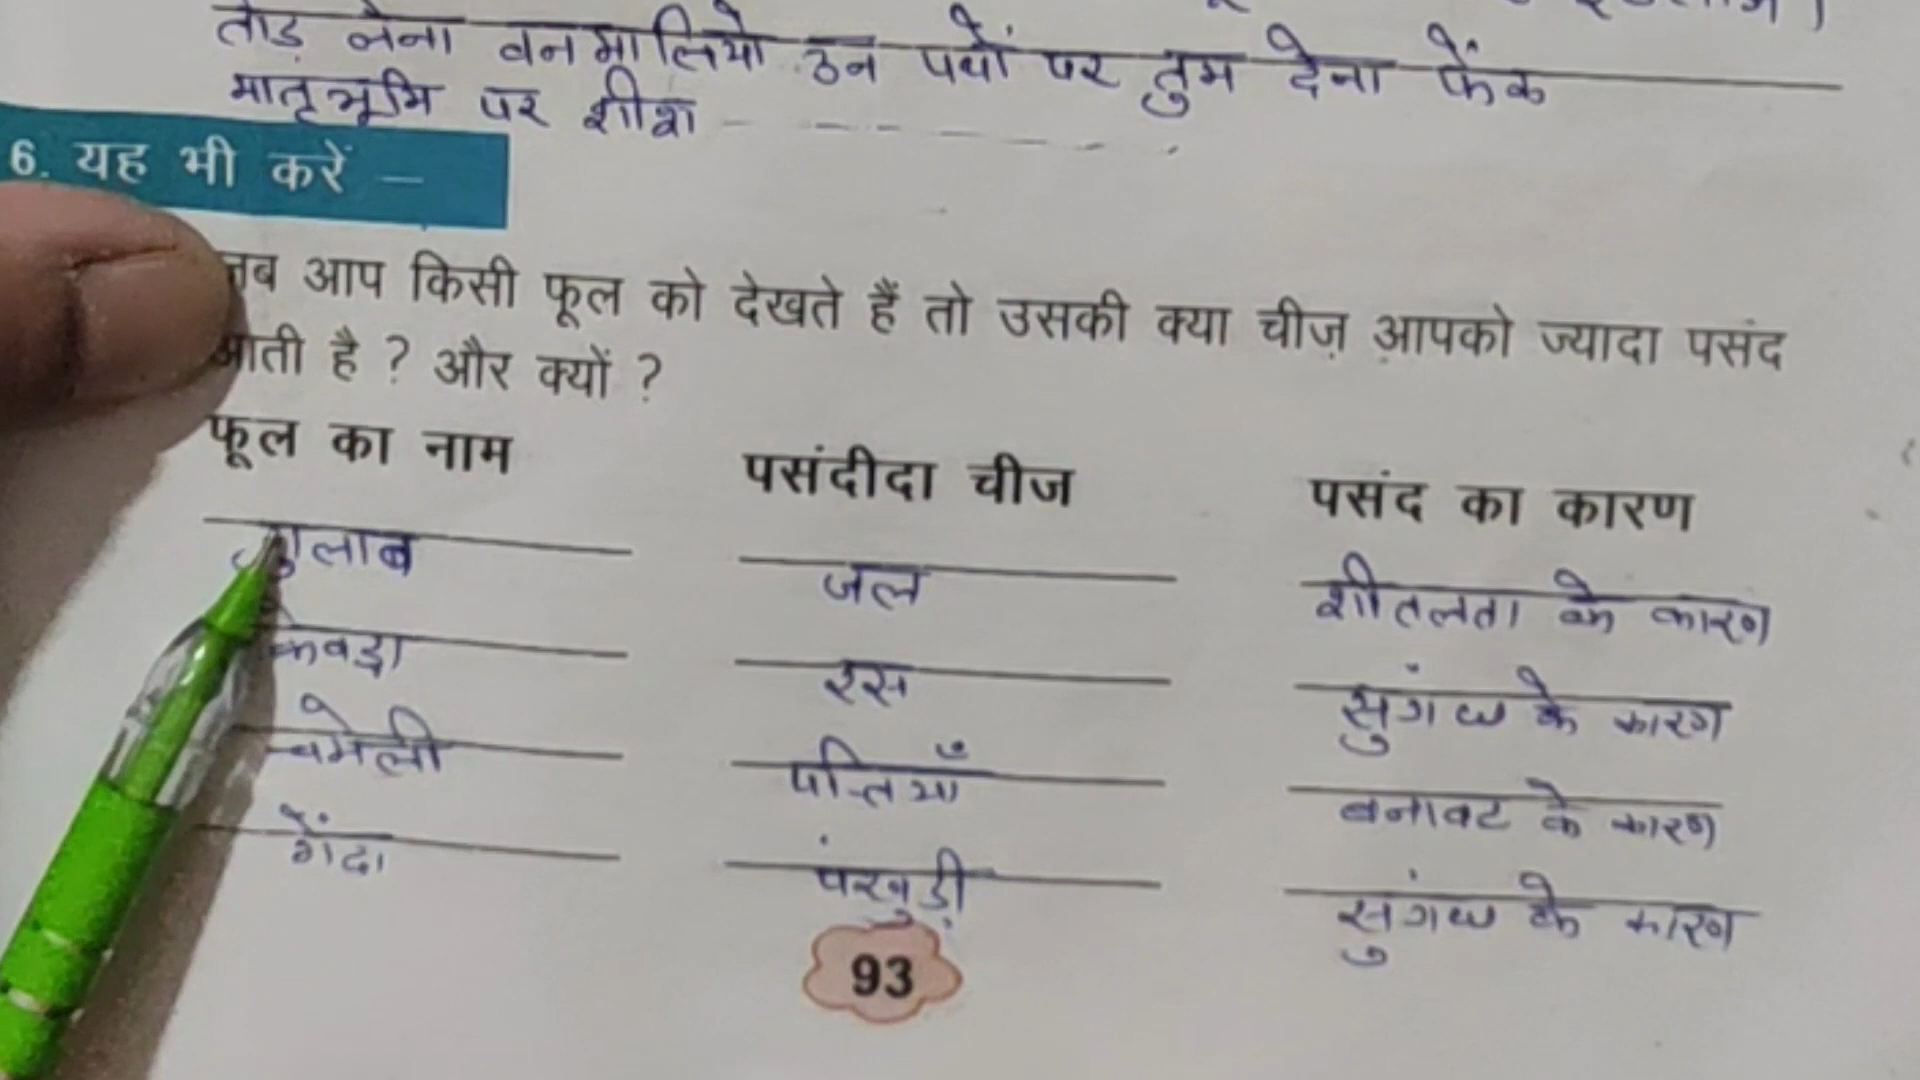 तोड़ लेना वनमालियो उन पथों पर तुम देना फेंक
मातृभूमि पर शीश
6. यह भी करें –
जब आप किसी फूल को देखते हैं तो उसकी क्या चीज़ आपको ज्यादा पसंद
आती है ? और क्यों ?
फूल का नाम पसंदीदा चीज पसंद का कारण
गुलाब जल शीतलता के कारण
केवड़ा रस सुगंध के कारण
चमेली पत्तियाँ बनावट के कारण
गेंदा पंखुड़ी सुगंध के कारण
93